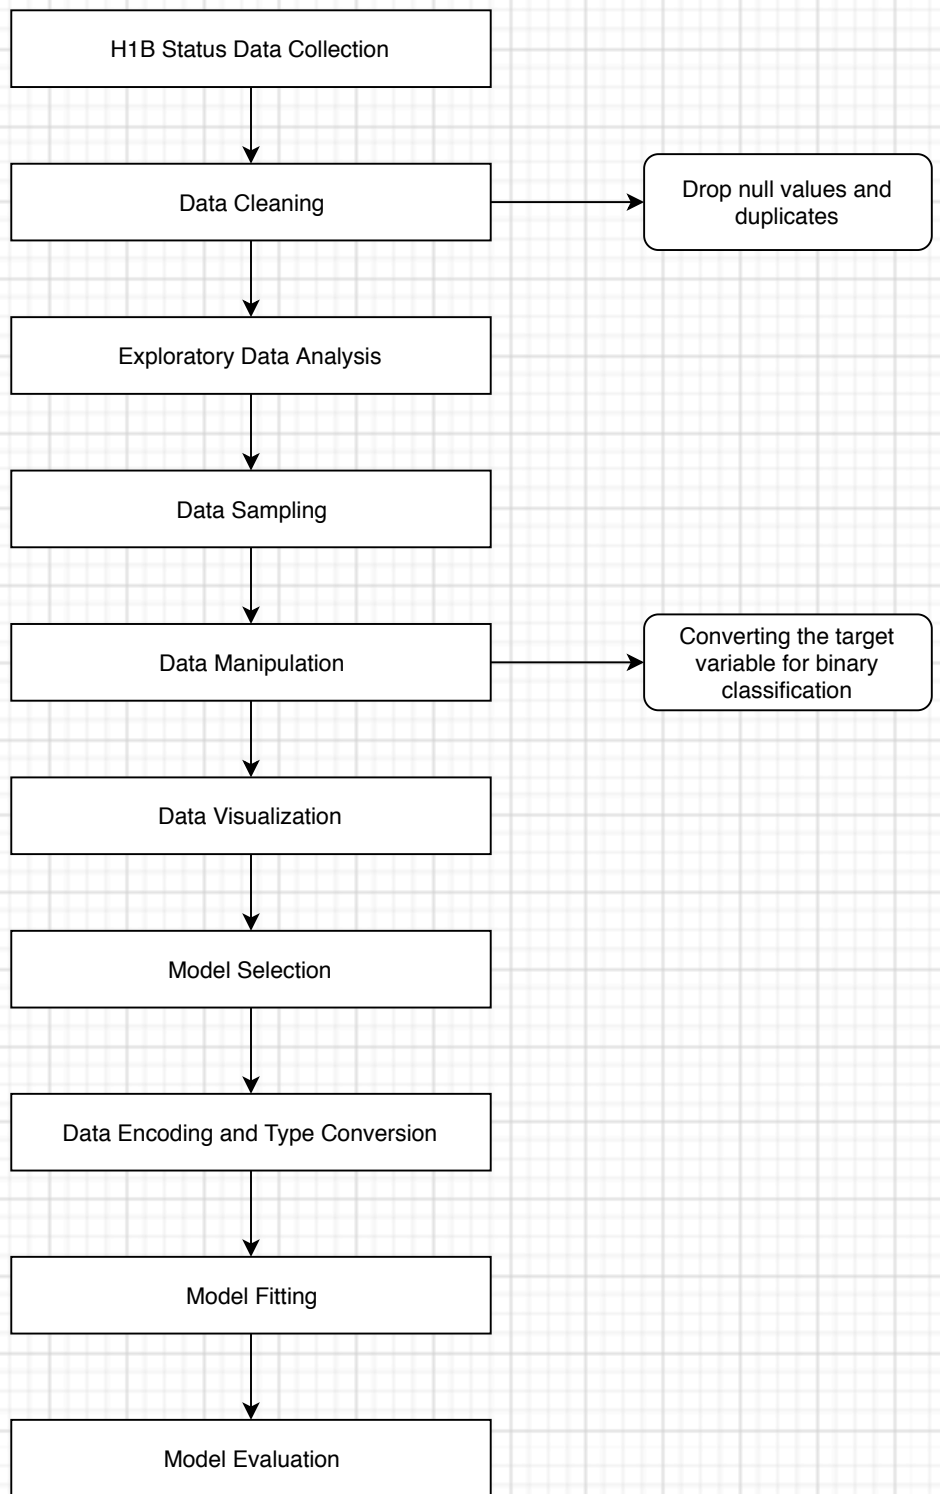 H1B Status Data Collection
Data Cleaning
Drop null values and
duplicates
Exploratory Data Analysis
Data Sampling
Data Manipulation
Converting the target
variable for binary
classification
Data Visualization
Model Selection
Data Encoding and Type Conversion
Model Fitting
Model Evaluation